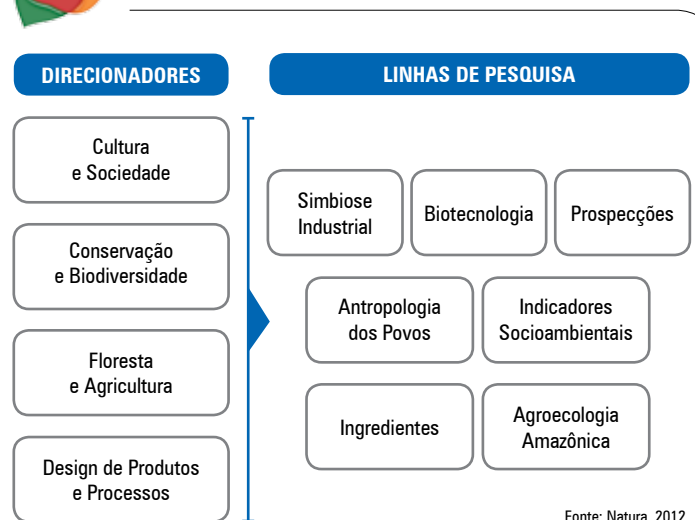 DIRECIONADORES
LINHAS DE PESQUISA
Cultura
e Sociedade
Conservação
e Biodiversidade
Floresta
e Agricultura
Design de Produtos
e Processos
Simbiose
Industrial
Biotecnologia
Prospecções
Antropologia
dos Povos
Indicadores
Socioambientais
Ingredientes
Agroecologia
Amazônica
Fonte: Natura, 2012